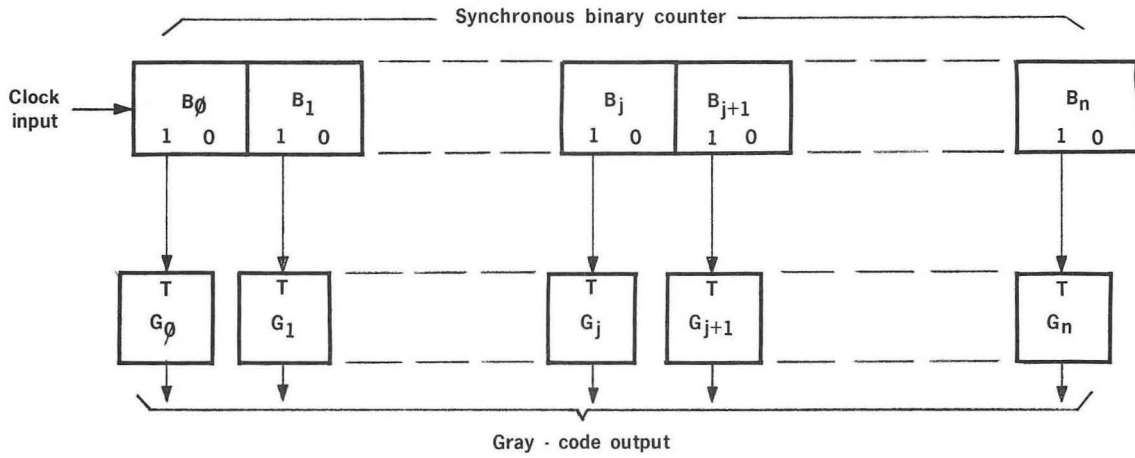 Synchronous binary counter
Clock
input
Bø B1 Bj Bj+1 Bn
1 0 1 0 1 0 1 0 1 0
T T T T T
Gø G1 Gj Gj+1 Gn
Gray - code output